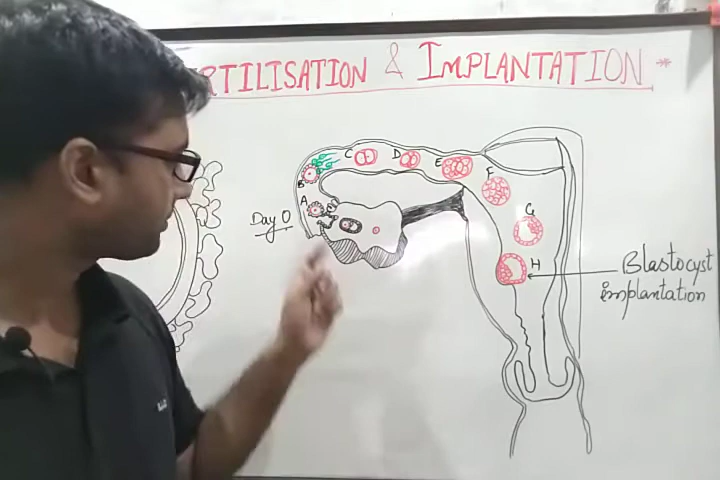 RTILISATION & IMPLANTATION
C D E
B F
A
Day 0 G
H Blastocyst
implantation